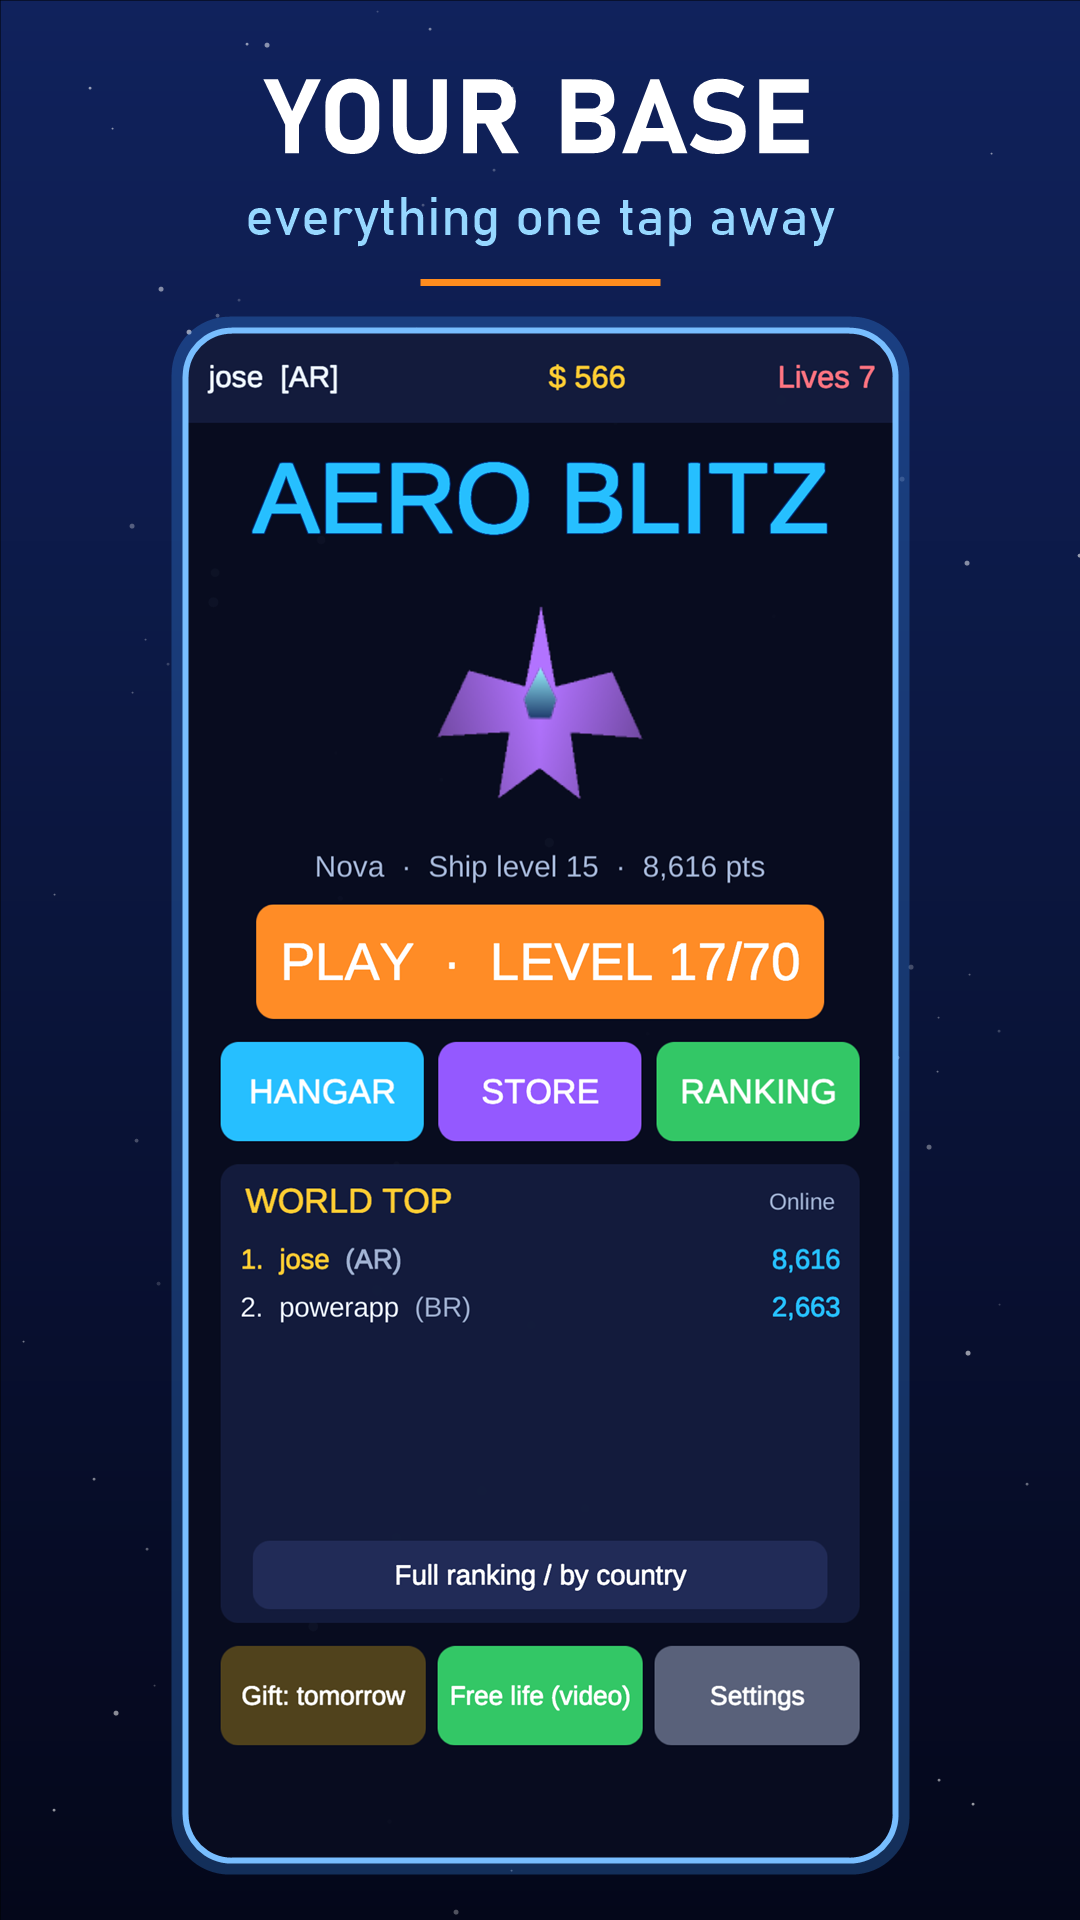 YOUR BASE
everything one tap away
jose [AR] $ 566 Lives 7
AERO BLITZ
Nova · Ship level 15 · 8,616 pts
PLAY · LEVEL 17/70
HANGAR STORE RANKING
WORLD TOP Online
1. jose (AR) 8,616
2. powerapp (BR) 2,663
Full ranking / by country
Gift: tomorrow Free life (video) Settings